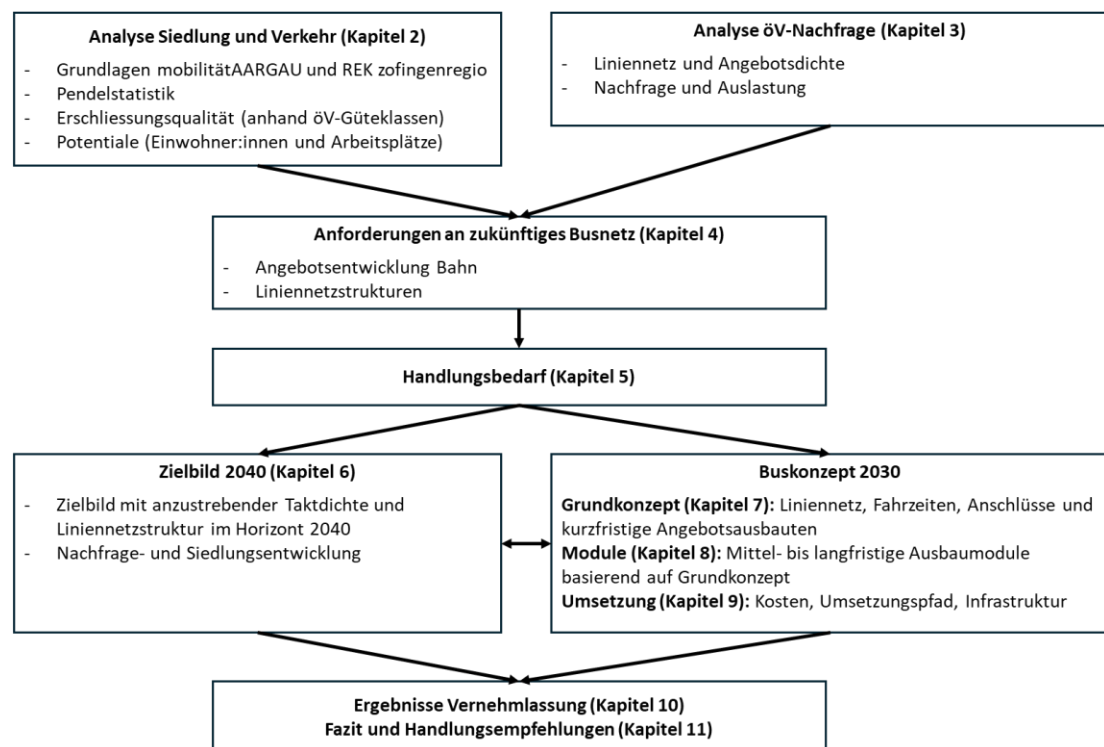 Analyse Siedlung und Verkehr (Kapitel 2)
- Grundlagen mobilitätAARGAU und REK zofingenregio
- Pendelstatistik
- Erschliessungsqualität (anhand öV-Güteklassen)
- Potentiale (Einwohner:innen und Arbeitsplätze)
Analyse öV-Nachfrage (Kapitel 3)
- Liniennetz und Angebotsdichte
- Nachfrage und Auslastung
Anforderungen an zukünftiges Busnetz (Kapitel 4)
- Angebotsentwicklung Bahn
- Liniennetzstrukturen
Handlungsbedarf (Kapitel 5)
Zielbild 2040 (Kapitel 6)
- Zielbild mit anzustrebender Taktdichte und
Liniennetzstruktur im Horizont 2040
- Nachfrage- und Siedlungsentwicklung
Buskonzept 2030
Grundkonzept (Kapitel 7): Liniennetz, Fahrzeiten, Anschlüsse und
kurzfristige Angebotsausbauten
Module (Kapitel 8): Mittel- bis langfristige Ausbaumodule
basierend auf Grundkonzept
Umsetzung (Kapitel 9): Kosten, Umsetzungspfad, Infrastruktur
Ergebnisse Vernehmlassung (Kapitel 10)
Fazit und Handlungsempfehlungen (Kapitel 11)